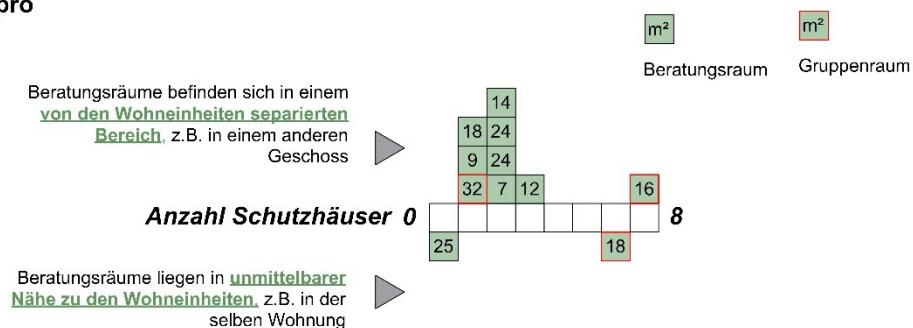 pro
m²
m²
Beratungsraum
Gruppenraum
Beratungsräume befinden sich in einem
von den Wohneinheiten separierten
Bereich, z.B. in einem anderen
Geschoss
14
18 24
9 24
32 7 12 16
Anzahl Schutzhäuser 0 8
25 18
Beratungsräume liegen in unmittelbarer
Nähe zu den Wohneinheiten, z.B. in der
selben Wohnung